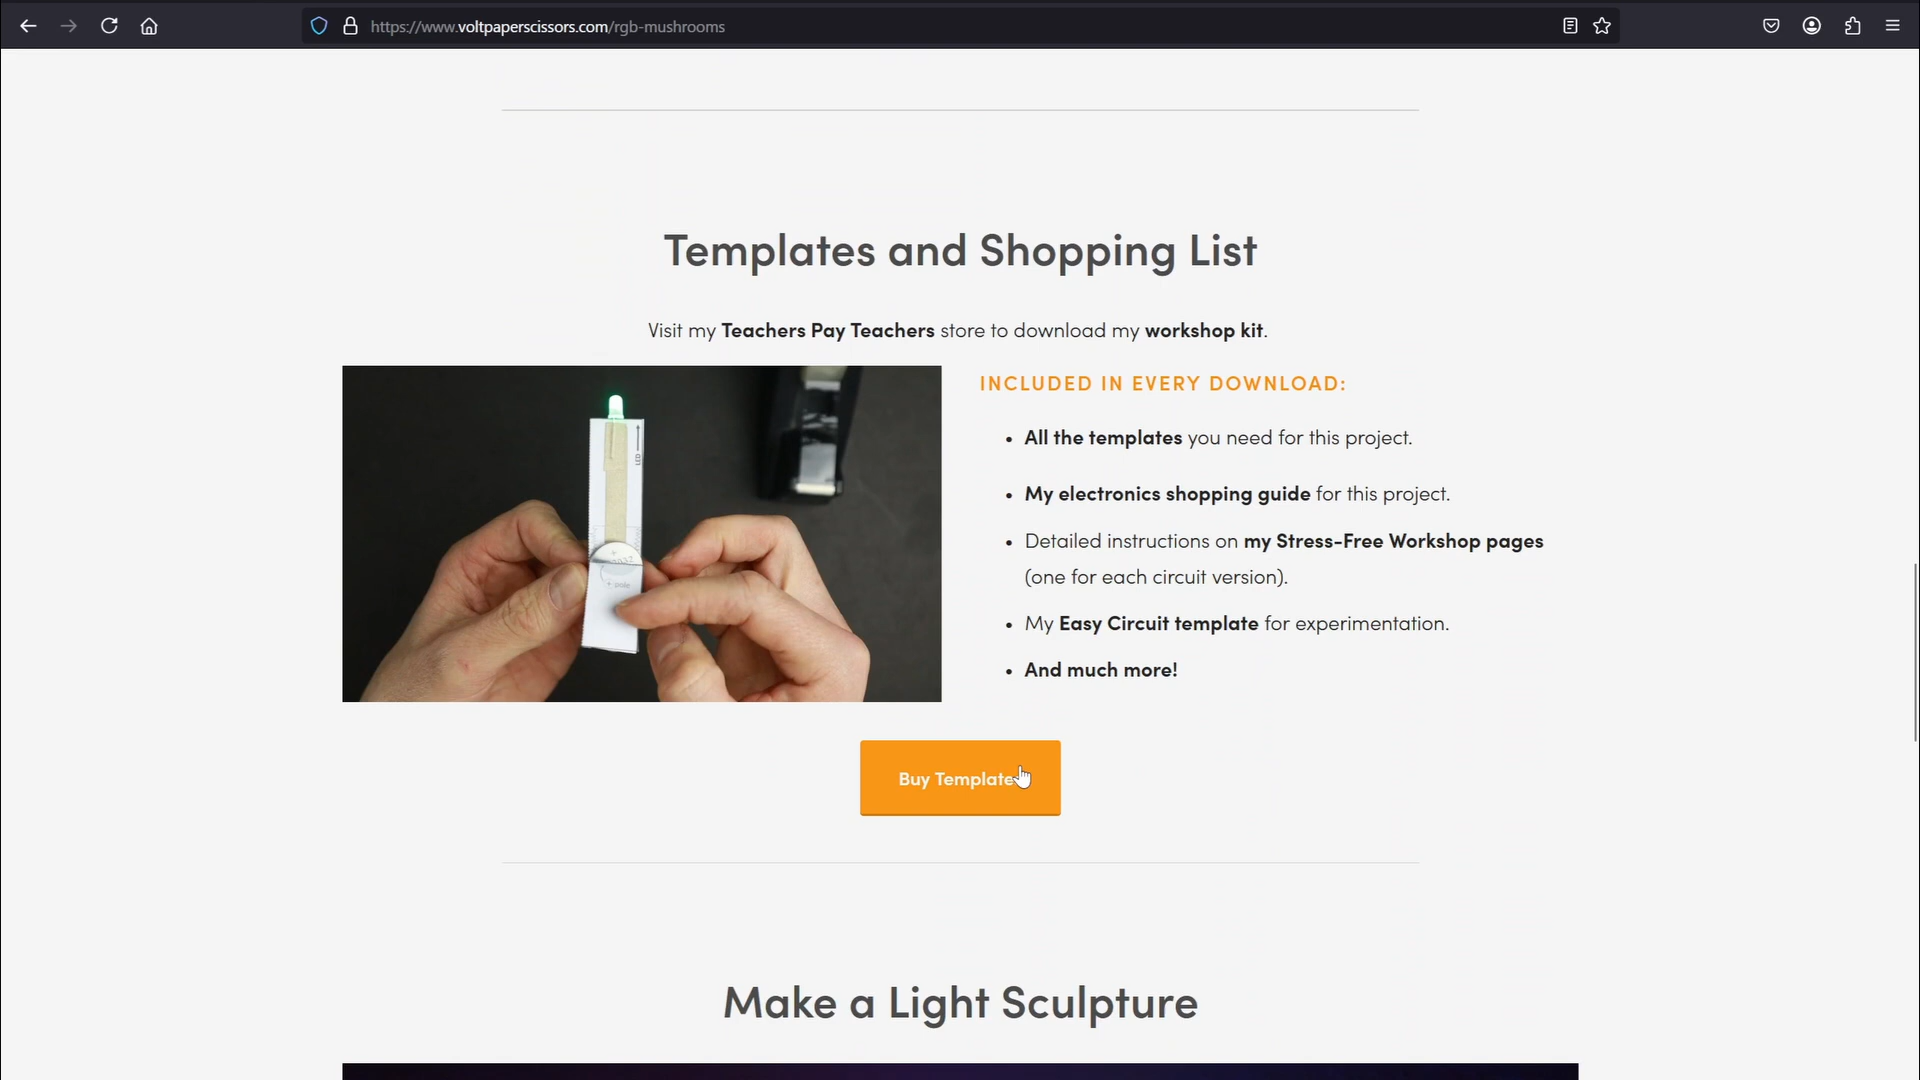 https://www.voltpaperscissors.com/rgb-mushrooms
Templates and Shopping List
Visit my Teachers Pay Teachers store to download my workshop kit.
INCLUDED IN EVERY DOWNLOAD:
• All the templates you need for this project.
• My electronics shopping guide for this project.
• Detailed instructions on my Stress-Free Workshop pages
(one for each circuit version).
• My Easy Circuit template for experimentation.
• And much more!
LED
+ pole
Buy Template
Make a Light Sculpture